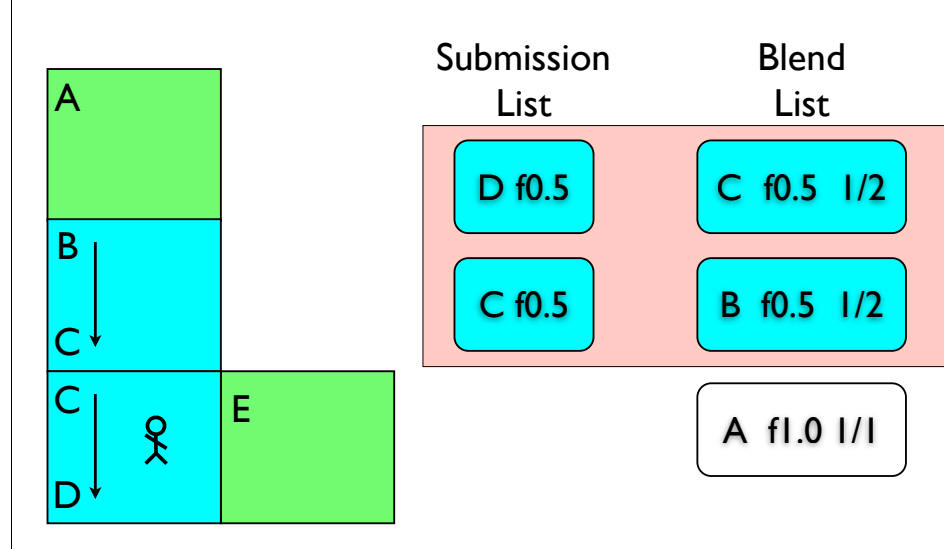 A
B
C
C
D
E
Submission
List
Blend
List
D f0.5
C f0.5 1/2
C f0.5
B f0.5 1/2
A f1.0 1/1